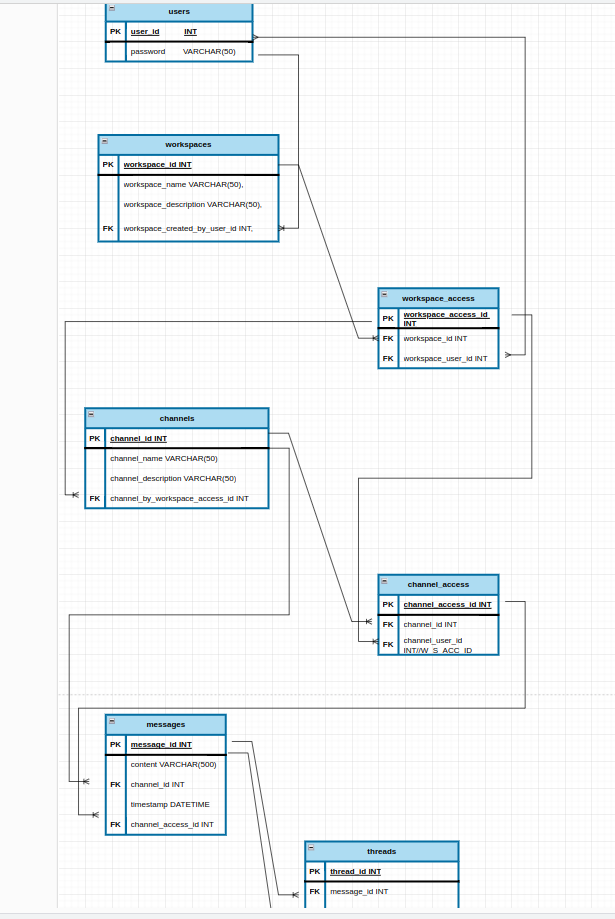 users
PK user_id INT
password VARCHAR(50)
workspaces
PK workspace_id INT
workspace_name VARCHAR(50),
workspace_description VARCHAR(50),
FK workspace_created_by_user_id INT,
workspace_access
PK workspace_access_id
INT
FK workspace_id INT
FK workspace_user_id INT
channels
PK channel_id INT
channel_name VARCHAR(50)
channel_description VARCHAR(50)
FK channel_by_workspace_access_id INT
channel_access
PK channel_access_id INT
FK channel_id INT
FK channel_user_id
INT//W_S_ACC_ID
messages
PK message_id INT
content VARCHAR(500)
FK channel_id INT
timestamp DATETIME
FK channel_access_id INT
threads
PK thread_id INT
FK message_id INT